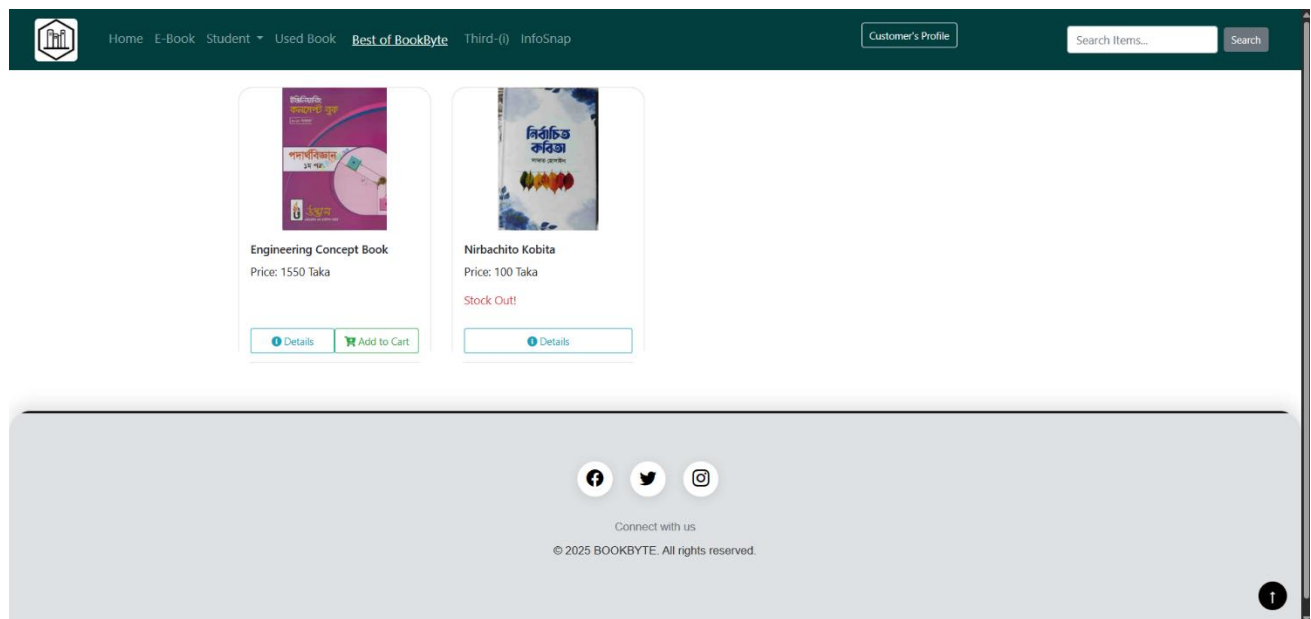 Home E-Book Student Used Book Best of BookByte Third-(i) InfoSnap Customer's Profile Search Items... Search
ইঞ্জিনিয়ারিং
কনসেপ্ট বুক
পদার্থবিজ্ঞান
১ম পত্র
উদ্ভাস
নির্বাচিত
কবিতা
Engineering Concept Book
Price: 1550 Taka
Details Add to Cart
Nirbachito Kobita
Price: 100 Taka
Stock Out!
Details
Connect with us
© 2025 BOOKBYTE. All rights reserved.